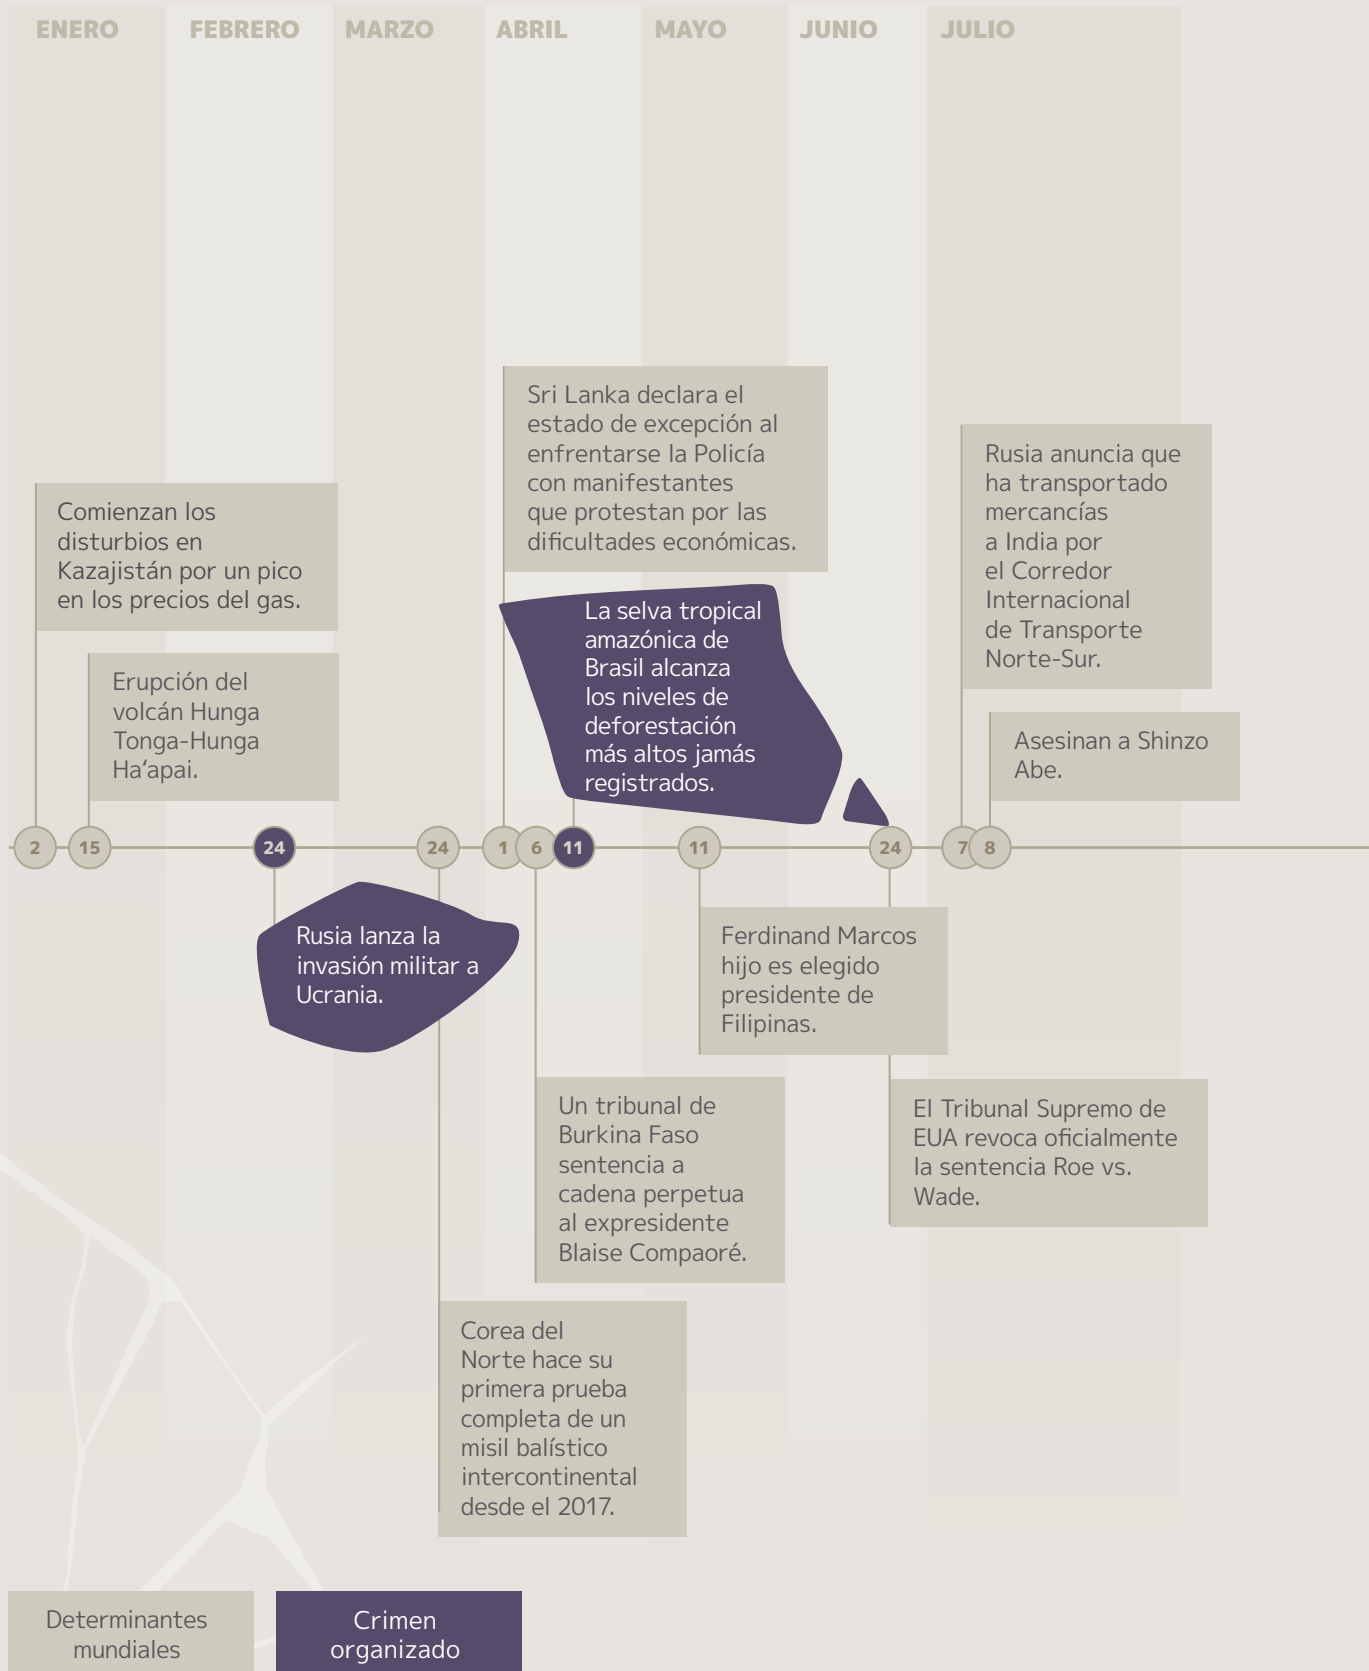 ENERO
FEBRERO
MARZO
ABRIL
MAYO
JUNIO
JULIO
Sri Lanka declara el
estado de excepción al
enfrentarse la Policía
con manifestantes
que protestan por las
dificultades económicas.
Rusia anuncia que
ha transportado
mercancías
a India por
el Corredor
Internacional
de Transporte
Norte-Sur.
Comienzan los
disturbios en
Kazajistán por un pico
en los precios del gas.
La selva tropical
amazónica de
Brasil alcanza
los niveles de
deforestación
más altos jamás
registrados.
Erupción del
volcán Hunga
Tonga-Hunga
Ha‘apai.
Asesinan a Shinzo
Abe.
2
15
24
24
1
6
11
11
24
7
8
Rusia lanza la
invasión militar a
Ucrania.
Ferdinand Marcos
hijo es elegido
presidente de
Filipinas.
Un tribunal de
Burkina Faso
sentencia a
cadena perpetua
al expresidente
Blaise Compaoré.
El Tribunal Supremo de
EUA revoca oficialmente
la sentencia Roe vs.
Wade.
Corea del
Norte hace su
primera prueba
completa de un
misil balístico
intercontinental
desde el 2017.
Determinantes
mundiales
Crimen
organizado